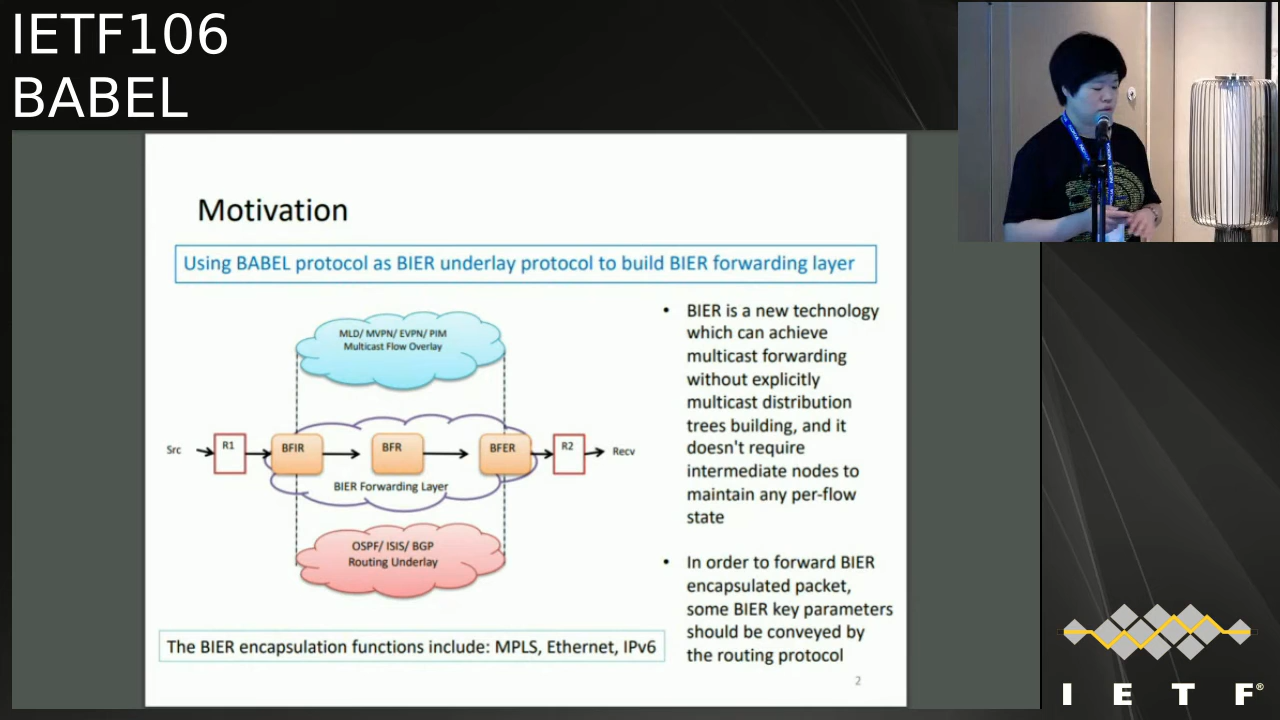 IETF106
BABEL
Motivation
Using BABEL protocol as BIER underlay protocol to build BIER forwarding layer
MLD/ MVPN/ EVPN/ PIM
Multicast Flow Overlay
Src
R1
BFIR
BFR
BFER
R2
Recv
BIER Forwarding Layer
OSPF/ ISIS/ BGP
Routing Underlay
The BIER encapsulation functions include: MPLS, Ethernet, IPv6
• BIER is a new technology
which can achieve
multicast forwarding
without explicitly
multicast distribution
trees building, and it
doesn't require
intermediate nodes to
maintain any per-flow
state
• In order to forward BIER
encapsulated packet,
some BIER key parameters
should be conveyed by
the routing protocol
2
I E T F®